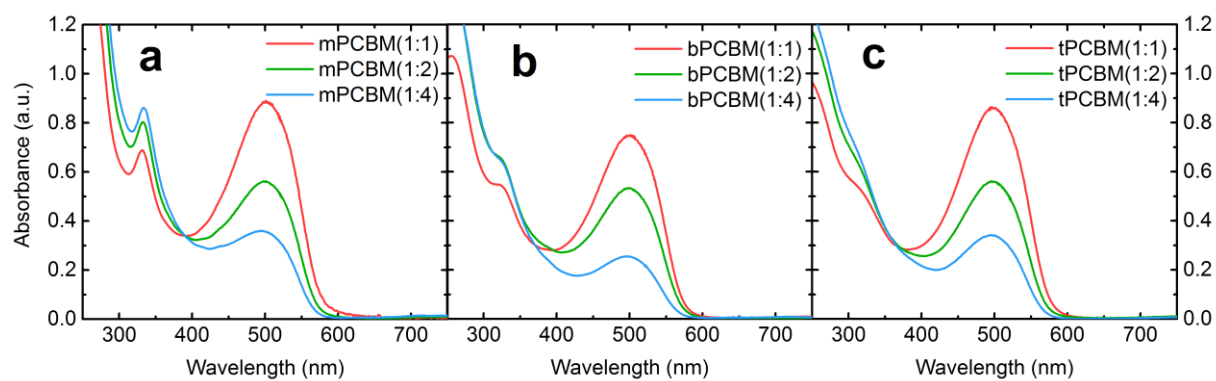 a
mPCBM(1:1)
mPCBM(1:2)
mPCBM(1:4)
b
bPCBM(1:1)
bPCBM(1:2)
bPCBM(1:4)
c
tPCBM(1:1)
tPCBM(1:2)
tPCBM(1:4)
Absorbance (a.u.)
1.2
1.0
0.8
0.6
0.4
0.2
0.0
1.2
1.0
0.8
0.6
0.4
0.2
0.0
300 400 500 600 700
300 400 500 600 700
300 400 500 600 700
Wavelength (nm)
Wavelength (nm)
Wavelength (nm)